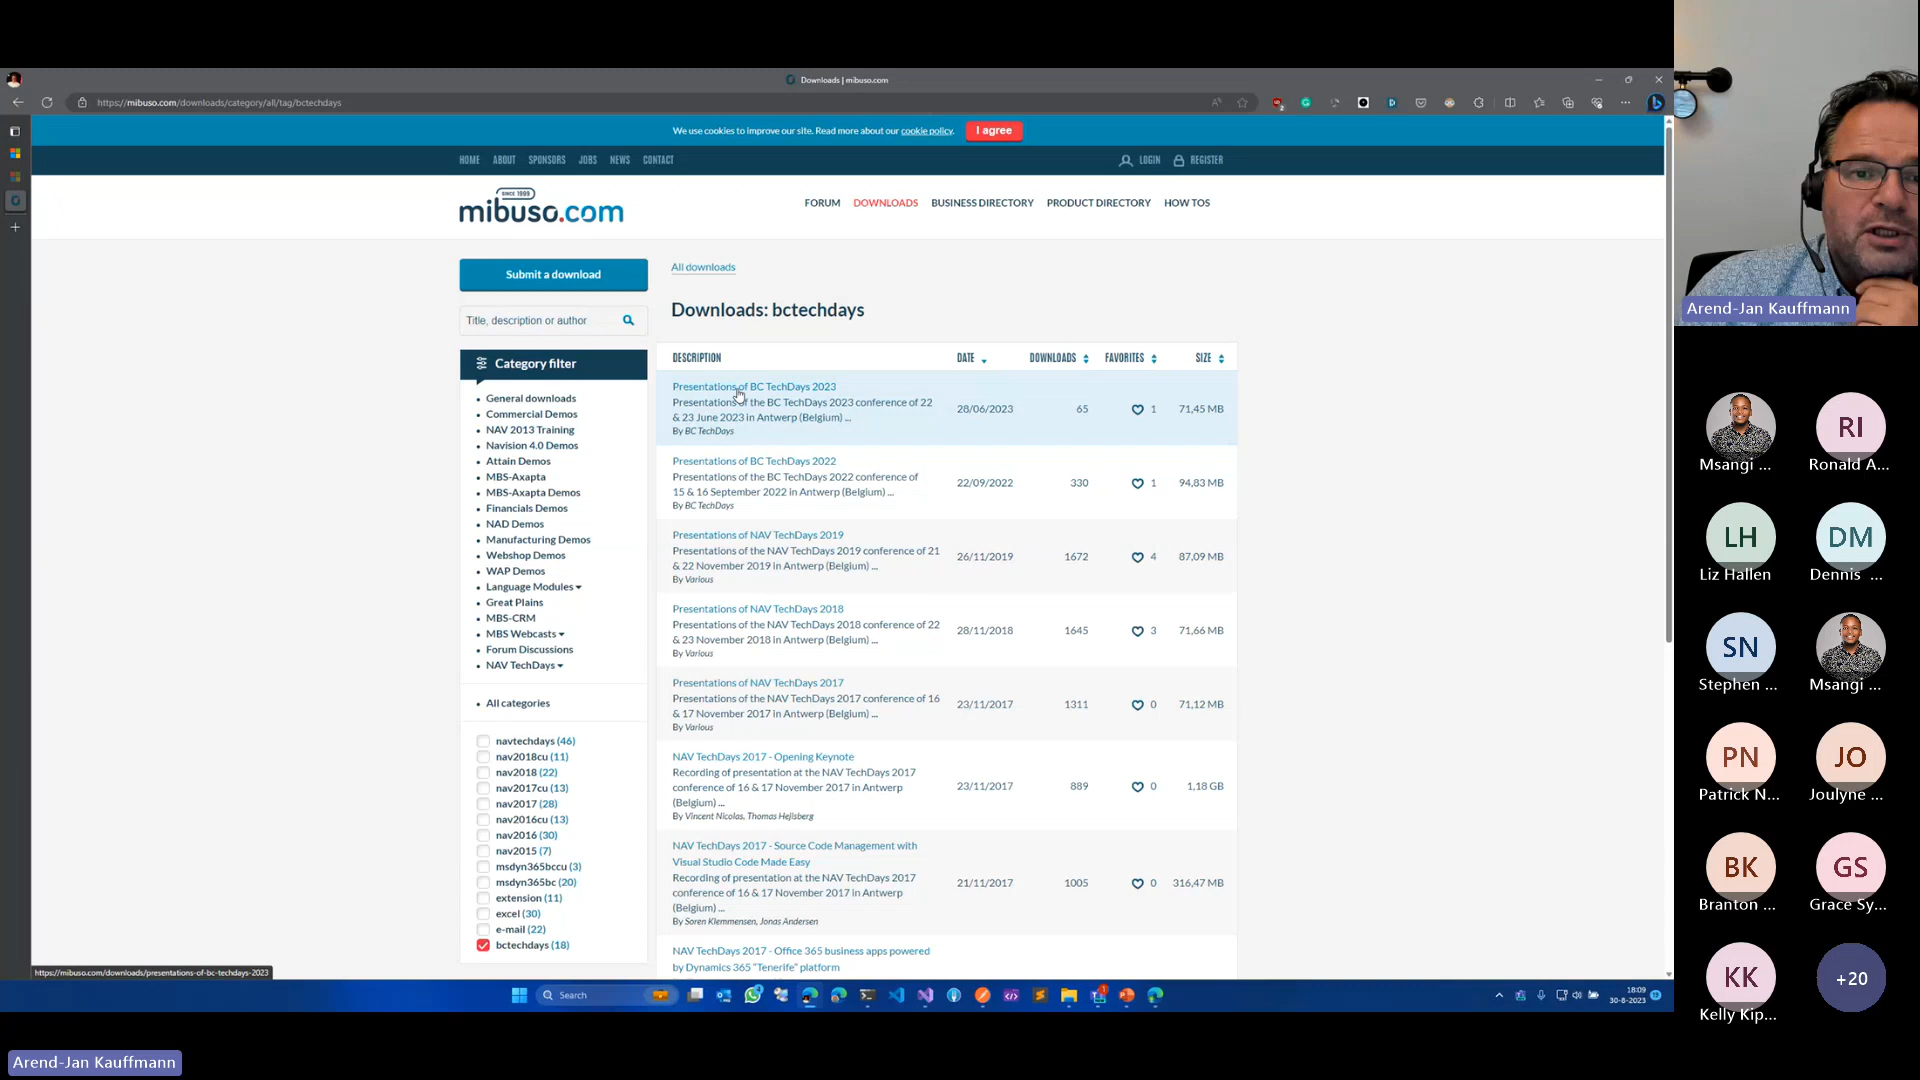 Downloads | mibuso.com
https://mibuso.com/downloads/category/all/tag/bctechdays
We use cookies to improve our site. Read more about our cookie policy.
I agree
HOME ABOUT SPONSORS JOBS NEWS CONTACT
LOGIN REGISTER
SINCE 1999
mibuso.com
FORUM DOWNLOADS BUSINESS DIRECTORY PRODUCT DIRECTORY HOW TOS
Submit a download
Title, description or author
Category filter
General downloads
Commercial Demos
NAV 2013 Training
Navision 4.0 Demos
Attain Demos
MBS-Axapta
MBS-Axapta Demos
Financials Demos
NAD Demos
Manufacturing Demos
Webshop Demos
WAP Demos
Language Modules
Great Plains
MBS-CRM
MBS Webcasts
Forum Discussions
NAV TechDays
All categories
navtechdays (46)
nav2018cu (11)
nav2018 (22)
nav2017cu (13)
nav2017 (28)
nav2016cu (13)
nav2016 (30)
nav2015 (7)
msdyn365bccu (3)
msdyn365bc (20)
extension (11)
excel (30)
e-mail (22)
bctechdays (18)
All downloads
Downloads: bctechdays
DESCRIPTION DATE DOWNLOADS FAVORITES SIZE
Presentations of BC TechDays 2023
Presentations of the BC TechDays 2023 conference of 22
& 23 June 2023 in Antwerp (Belgium) ...
By BC TechDays
28/06/2023 65 1 71,45 MB
Presentations of BC TechDays 2022
Presentations of the BC TechDays 2022 conference of
15 & 16 September 2022 in Antwerp (Belgium) ...
By BC TechDays
22/09/2022 330 1 94,83 MB
Presentations of NAV TechDays 2019
Presentations of the NAV TechDays 2019 conference of 21
& 22 November 2019 in Antwerp (Belgium) ...
By Various
26/11/2019 1672 4 87,09 MB
Presentations of NAV TechDays 2018
Presentations of the NAV TechDays 2018 conference of 22
& 23 November 2018 in Antwerp (Belgium) ...
By Various
28/11/2018 1645 3 71,66 MB
Presentations of NAV TechDays 2017
Presentations of the NAV TechDays 2017 conference of 16
& 17 November 2017 in Antwerp (Belgium) ...
By Various
23/11/2017 1311 0 71,12 MB
NAV TechDays 2017 - Opening Keynote
Recording of presentation at the NAV TechDays 2017
conference of 16 & 17 November 2017 in Antwerp
(Belgium) ...
By Vincent Nicolas, Thomas Hejlsberg
23/11/2017 889 0 1,18 GB
NAV TechDays 2017 - Source Code Management with
Visual Studio Code Made Easy
Recording of presentation at the NAV TechDays 2017
conference of 16 & 17 November 2017 in Antwerp
(Belgium) ...
By Soren Klemmensen, Jonas Andersen
21/11/2017 1005 0 316,47 MB
NAV TechDays 2017 - Office 365 business apps powered
by Dynamics 365 "Tenerife" platform
https://mibuso.com/downloads/presentations-of-bc-techdays-2023
Search
18:09
30-8-2023
Arend-Jan Kauffmann
Arend-Jan Kauffmann
Msangi ...
RI
Ronald A...
LH
Liz Hallen
DM
Dennis ...
SN
Stephen ...
Msangi ...
PN
Patrick N...
JO
Joulyne ...
BK
Branton ...
GS
Grace Sy...
KK
Kelly Kip...
+20